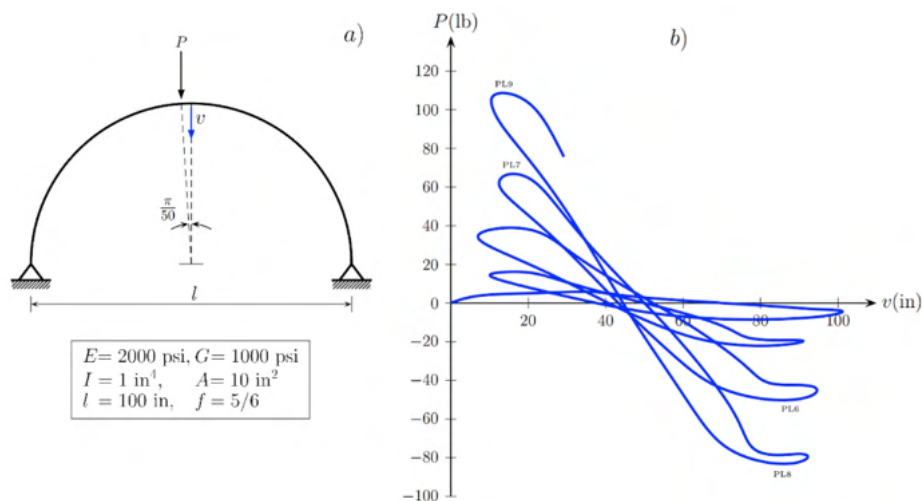 a)
P
v
π/50
l
E= 2000 psi, G= 1000 psi
I = 1 in⁴, A= 10 in²
l = 100 in, f = 5/6
P(lb)
b)
120
100
80
60
40
20
0
−20
−40
−60
−80
−100
20
40
60
80
100
v(in)
PL9
PL7
PL6
PL8